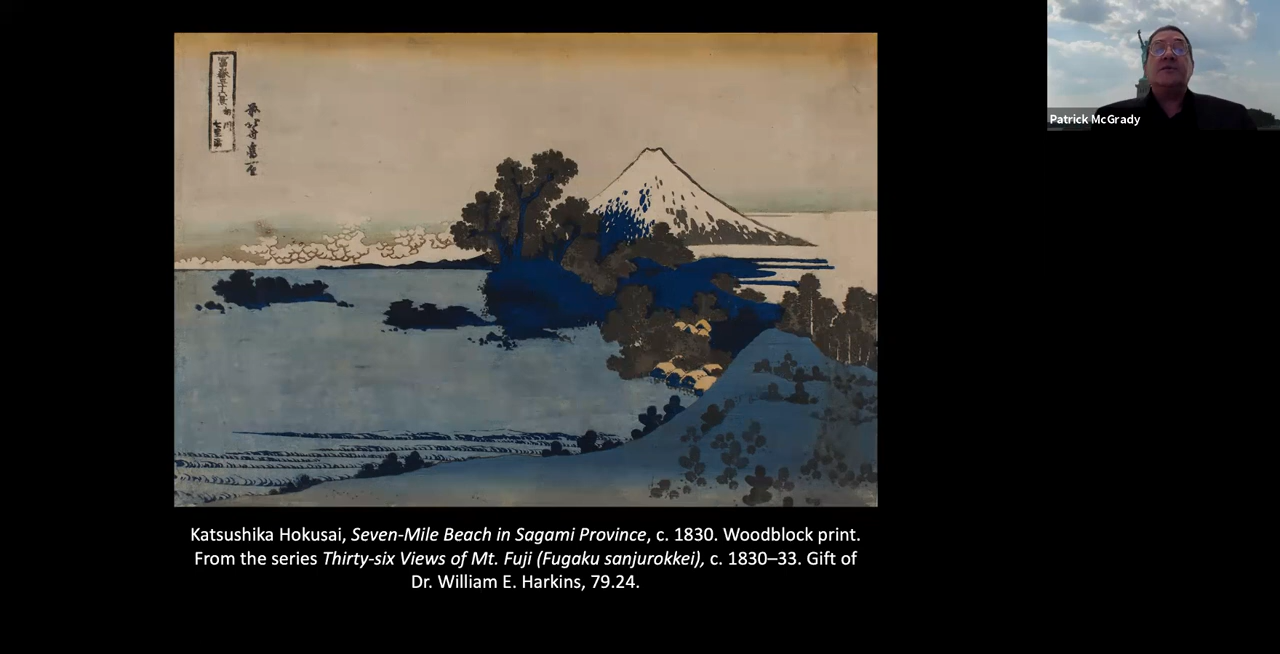 Patrick McGrady
Katsushika Hokusai, Seven-Mile Beach in Sagami Province, c. 1830. Woodblock print.
From the series Thirty-six Views of Mt. Fuji (Fugaku sanjurokkei), c. 1830–33. Gift of
Dr. William E. Harkins, 79.24.